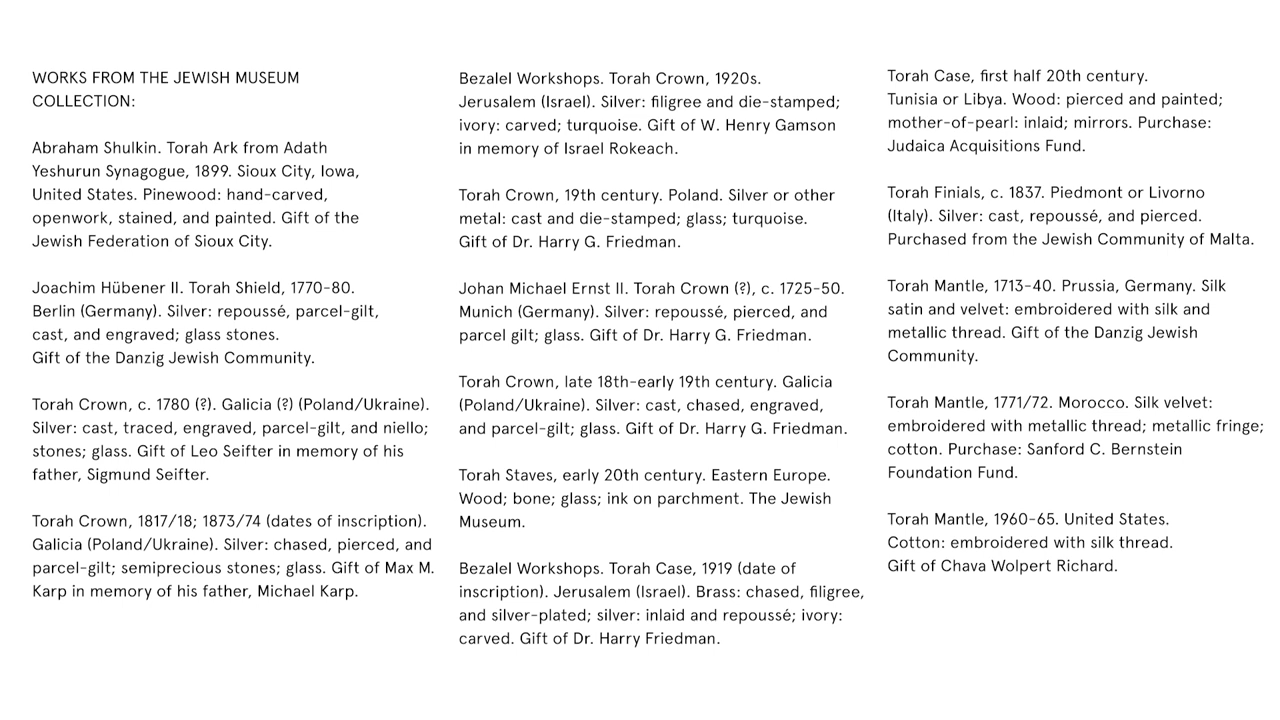 WORKS FROM THE JEWISH MUSEUM
COLLECTION:
Abraham Shulkin. Torah Ark from Adath
Yeshurun Synagogue, 1899. Sioux City, Iowa,
United States. Pinewood: hand-carved,
openwork, stained, and painted. Gift of the
Jewish Federation of Sioux City.
Joachim Hübener II. Torah Shield, 1770-80.
Berlin (Germany). Silver: repoussé, parcel-gilt,
cast, and engraved; glass stones.
Gift of the Danzig Jewish Community.
Torah Crown, c. 1780 (?). Galicia (?) (Poland/Ukraine).
Silver: cast, traced, engraved, parcel-gilt, and niello;
stones; glass. Gift of Leo Seifter in memory of his
father, Sigmund Seifter.
Torah Crown, 1817/18; 1873/74 (dates of inscription).
Galicia (Poland/Ukraine). Silver: chased, pierced, and
parcel-gilt; semiprecious stones; glass. Gift of Max M.
Karp in memory of his father, Michael Karp.
Bezalel Workshops. Torah Crown, 1920s.
Jerusalem (Israel). Silver: filigree and die-stamped;
ivory: carved; turquoise. Gift of W. Henry Gamson
in memory of Israel Rokeach.
Torah Crown, 19th century. Poland. Silver or other
metal: cast and die-stamped; glass; turquoise.
Gift of Dr. Harry G. Friedman.
Johan Michael Ernst II. Torah Crown (?), c. 1725-50.
Munich (Germany). Silver: repoussé, pierced, and
parcel gilt; glass. Gift of Dr. Harry G. Friedman.
Torah Crown, late 18th-early 19th century. Galicia
(Poland/Ukraine). Silver: cast, chased, engraved,
and parcel-gilt; glass. Gift of Dr. Harry G. Friedman.
Torah Staves, early 20th century. Eastern Europe.
Wood; bone; glass; ink on parchment. The Jewish
Museum.
Bezalel Workshops. Torah Case, 1919 (date of
inscription). Jerusalem (Israel). Brass: chased, filigree,
and silver-plated; silver: inlaid and repoussé; ivory:
carved. Gift of Dr. Harry Friedman.
Torah Case, first half 20th century.
Tunisia or Libya. Wood: pierced and painted;
mother-of-pearl: inlaid; mirrors. Purchase:
Judaica Acquisitions Fund.
Torah Finials, c. 1837. Piedmont or Livorno
(Italy). Silver: cast, repoussé, and pierced.
Purchased from the Jewish Community of Malta.
Torah Mantle, 1713-40. Prussia, Germany. Silk
satin and velvet: embroidered with silk and
metallic thread. Gift of the Danzig Jewish
Community.
Torah Mantle, 1771/72. Morocco. Silk velvet:
embroidered with metallic thread; metallic fringe;
cotton. Purchase: Sanford C. Bernstein
Foundation Fund.
Torah Mantle, 1960-65. United States.
Cotton: embroidered with silk thread.
Gift of Chava Wolpert Richard.